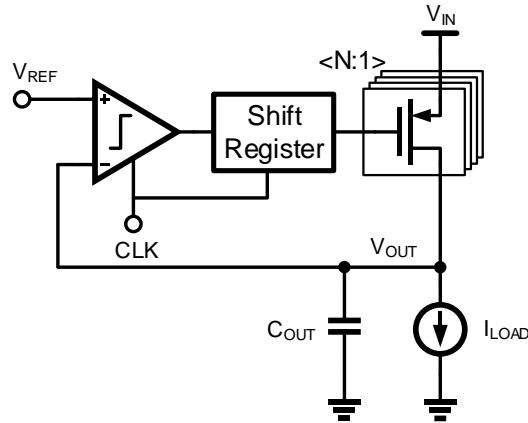 V_IN
<N:1>
V_REF
+
Shift
Register
−
CLK
V_OUT
C_OUT
I_LOAD